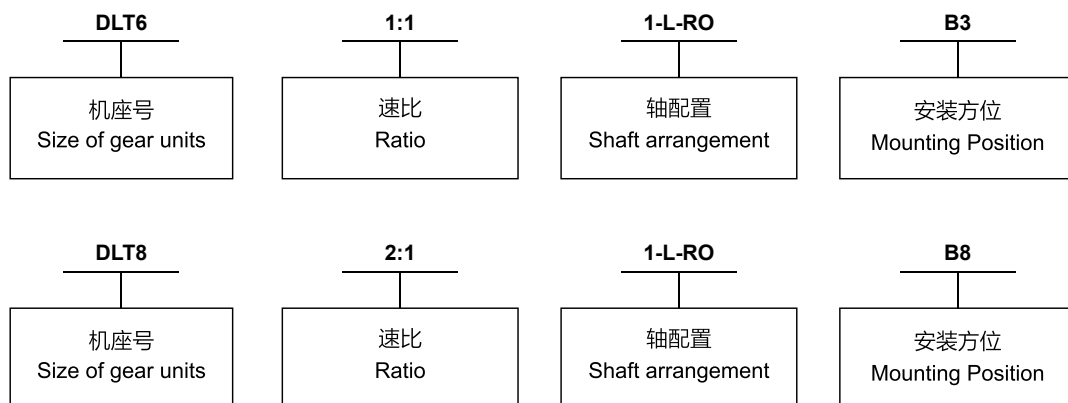 DLT6
1:1
1-L-RO
B3
机座号
Size of gear units
速比
Ratio
轴配置
Shaft arrangement
安装方位
Mounting Position
DLT8
2:1
1-L-RO
B8
机座号
Size of gear units
速比
Ratio
轴配置
Shaft arrangement
安装方位
Mounting Position